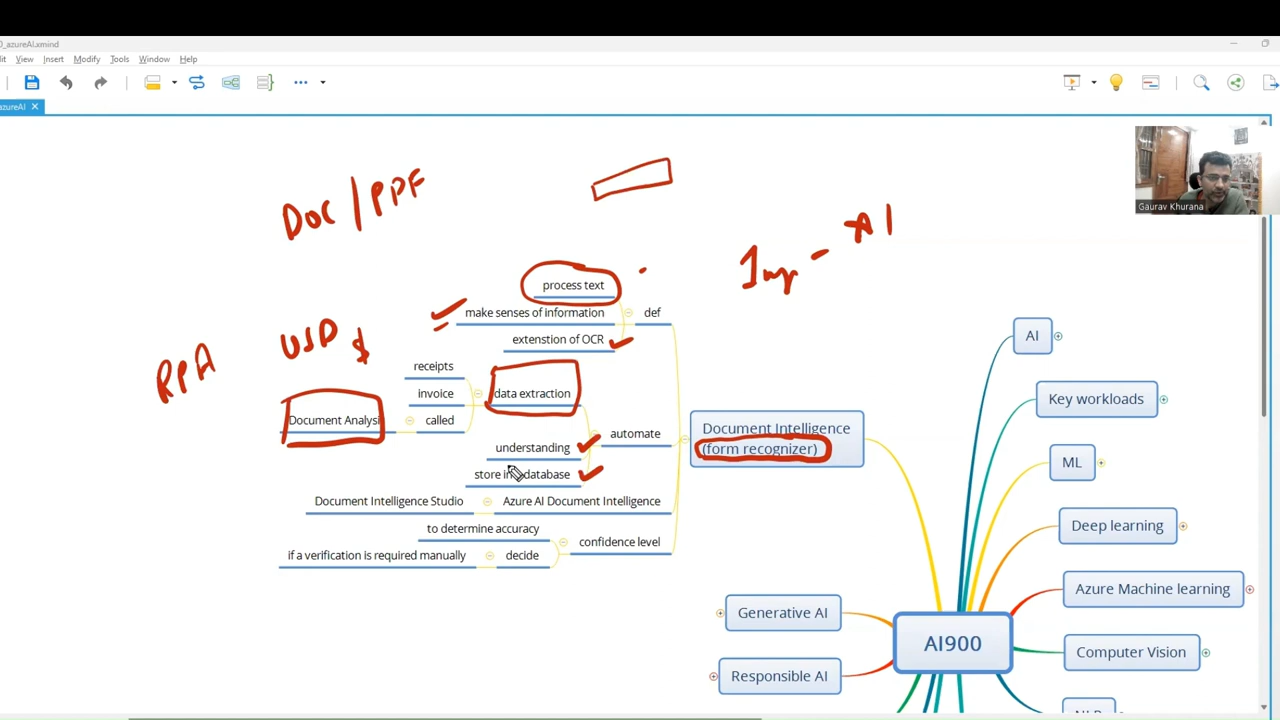 0_azureAI.xmind
it View Insert Modify Tools Window Help
azureAI
Gaurav Khurana
Doc/PPF
Img - AI
process text
make senses of information
def
extenstion of OCR
RPA
USD $
receipts
data extraction
invoice
Document Analysis
called
automate
understanding
store in database
Document Intelligence
(form recognizer)
Document Intelligence Studio
Azure AI Document Intelligence
to determine accuracy
confidence level
if a verification is required manually
decide
AI
Key workloads
ML
Deep learning
Azure Machine learning
Generative AI
AI900
Computer Vision
Responsible AI